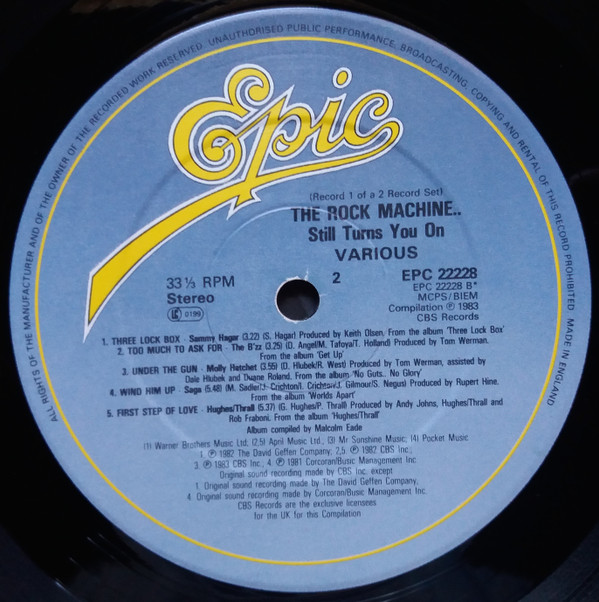 ALL RIGHTS OF THE MANUFACTURER AND OF THE OWNER OF THE RECORDED WORK RESERVED. UNAUTHORISED PUBLIC PERFORMANCE, BROADCASTING, COPYING AND RENTAL OF THIS RECORD PROHIBITED. MADE IN ENGLAND
Epic
(Record 1 of a 2 Record Set)
THE ROCK MACHINE..
Still Turns You On
VARIOUS
33⅓ RPM
Stereo
LC 0199
2
EPC 22228
EPC 22228 B*
MCPS/BIEM
Compilation ℗ 1983
CBS Records
1. THREE LOCK BOX - Sammy Hagar (3.22) (S. Hagar) Produced by Keith Olsen, From the album 'Three Lock Box'
2. TOO MUCH TO ASK FOR - The B'zz (3.25) (D. Angel/M. Tafoya/T. Holland) Produced by Tom Werman.
From the album 'Get Up'
3. UNDER THE GUN - Molly Hatchet (3.55) (D. Hlubek/R. West) Produced by Tom Werman, assisted by
Dale Hlubek and Duane Roland. From the album 'No Guts.. No Glory'
4. WIND HIM UP - Saga (5.48) (M. Sadler/J. Crichton/I. Crichton/J. Gilmour/S. Negus) Produced by Rupert Hine.
From the album 'Worlds Apart'
5. FIRST STEP OF LOVE - Hughes/Thrall (5.37) (G. Hughes/P. Thrall) Produced by Andy Johns, Hughes/Thrall and
Rob Fraboni. From the album 'Hughes/Thrall'
Album compiled by Malcolm Eade
(1) Warner Brothers Music Ltd. (2,5) April Music Ltd.; (3) Mr Sunshine Music; (4) Pocket Music
1. ℗ 1982 The David Geffen Company; 2,5 ℗ 1982 CBS Inc.;
3. ℗ 1983 CBS Inc.; 4. ℗ 1981 Corcoran/Busic Management Inc
Original sound recording made by CBS Inc. except
1. Original sound recording made by The David Geffen Company,
4. Original sound recording made by Corcoran/Busic Management Inc.
CBS Records are the exclusive licensees
for the UK for this Compilation